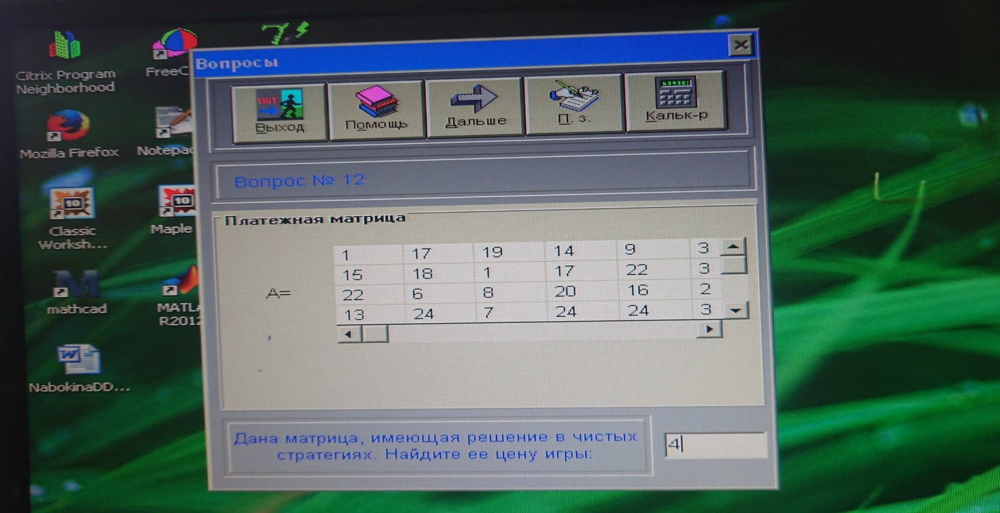 Citrix Program
Neighborhood
FreeC
Mozilla Firefox
Notepad
Classic
Worksh...
Maple
mathcad
MATLA
R2012
NabokinaDD...
Вопросы
EXIT
Выход
Помощь
Дальше
П. з.
Кальк-р
Вопрос № 12
Платежная матрица
A=
1 17 19 14 9 3
15 18 1 17 22 3
22 6 8 20 16 2
13 24 7 24 24 3
Дана матрица, имеющая решение в чистых
стратегиях. Найдите ее цену игры:
4